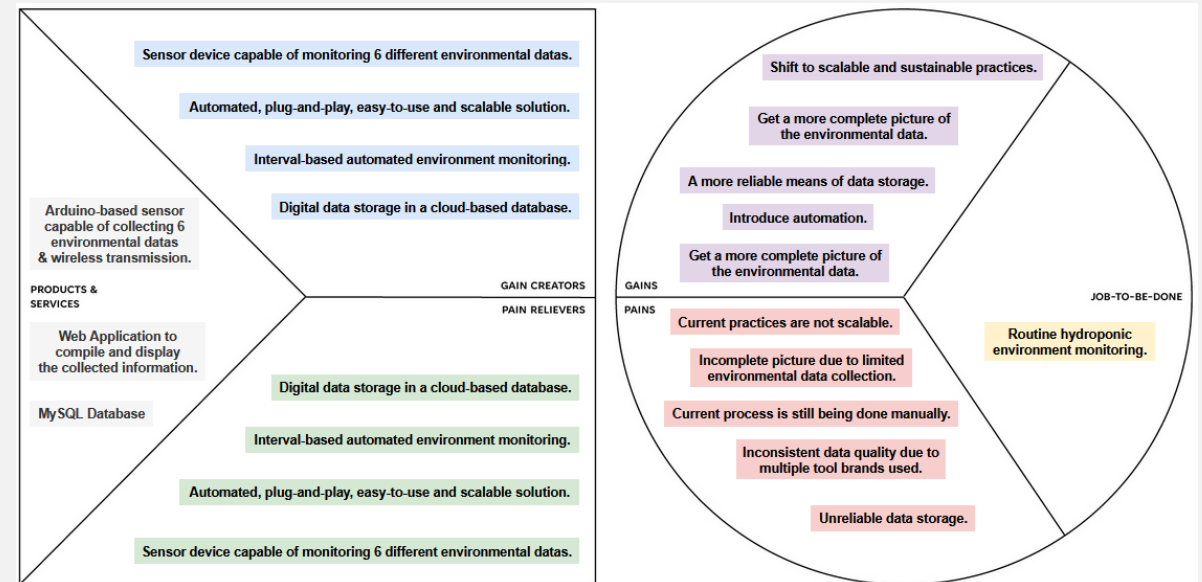 Sensor device capable of monitoring 6 different environmental datas.
Automated, plug-and-play, easy-to-use and scalable solution.
Interval-based automated environment monitoring.
Digital data storage in a cloud-based database.
GAIN CREATORS
Arduino-based sensor
capable of collecting 6
environmental datas
& wireless transmission.
PRODUCTS &
SERVICES
Web Application to
compile and display
the collected information.
MySQL Database
PAIN RELIEVERS
Digital data storage in a cloud-based database.
Interval-based automated environment monitoring.
Automated, plug-and-play, easy-to-use and scalable solution.
Sensor device capable of monitoring 6 different environmental datas.
Shift to scalable and sustainable practices.
Get a more complete picture of
the environmental data.
A more reliable means of data storage.
Introduce automation.
Get a more complete picture of
the environmental data.
GAINS
PAINS
Current practices are not scalable.
Incomplete picture due to limited
environmental data collection.
Current process is still being done manually.
Inconsistent data quality due to
multiple tool brands used.
Unreliable data storage.
JOB-TO-BE-DONE
Routine hydroponic
environment monitoring.